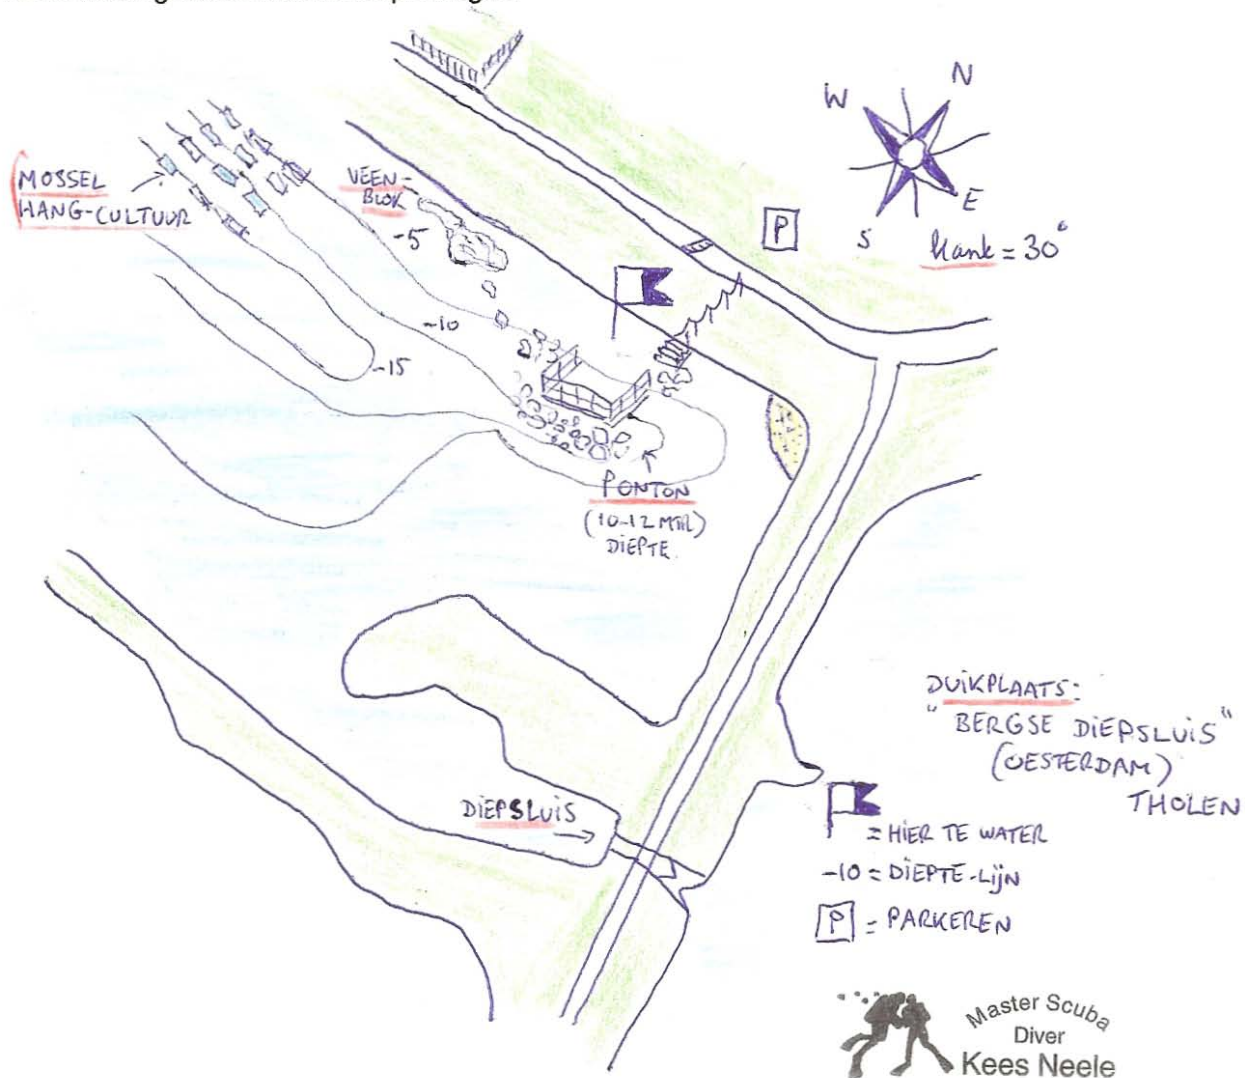 W
N
E
S
kant = 30°
P
MOSSEL
HANG-CULTUUR
VEEN-
BLOK
-5
-10
-15
PONTON
(10-12 MTR)
DIEPTE
DUIKPLAATS:
"BERGSE DIEPSLUIS"
(OESTERDAM)
THOLEN
DIEPSLUIS
= HIER TE WATER
-10 = DIEPTE-LIJN
P = PARKEREN
Master Scuba
Diver
Kees Neele